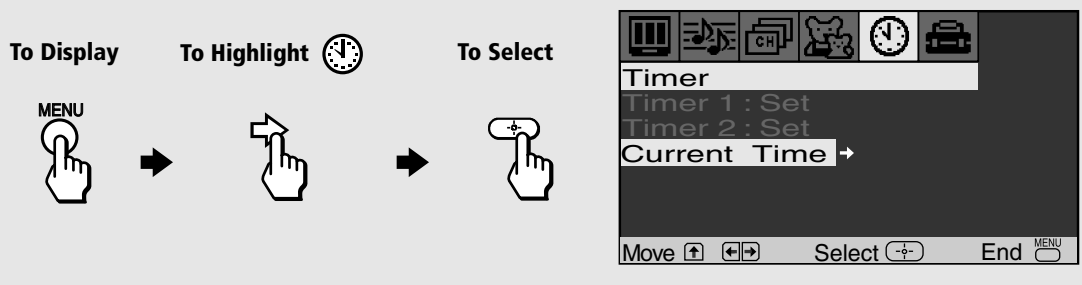 To Display
To Highlight
To Select
MENU
CH
Timer
Timer 1 : Set
Timer 2 : Set
Current Time
Move Select End MENU